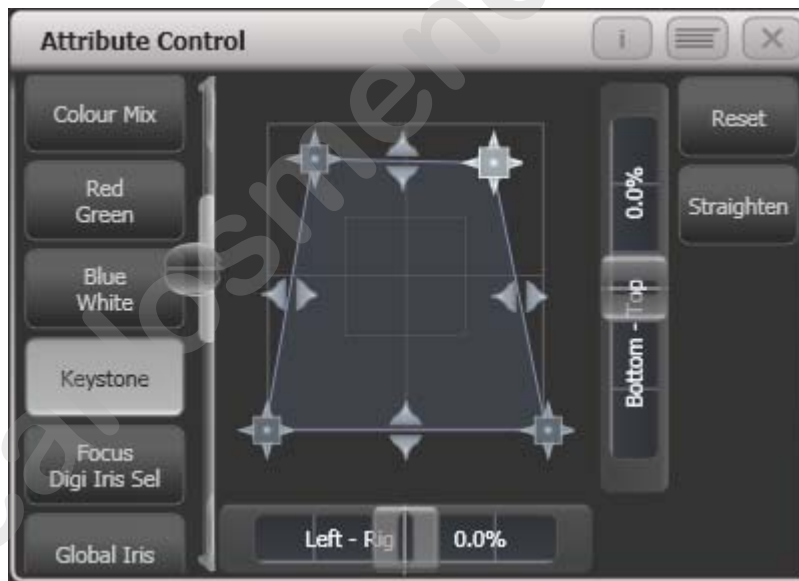 Attribute Control
i
Colour Mix
Red
Green
Blue
White
Keystone
Focus
Digi Iris Sel
Global Iris
Reset
Straighten
0.0%
Bottom - Top
Left - Rig
0.0%